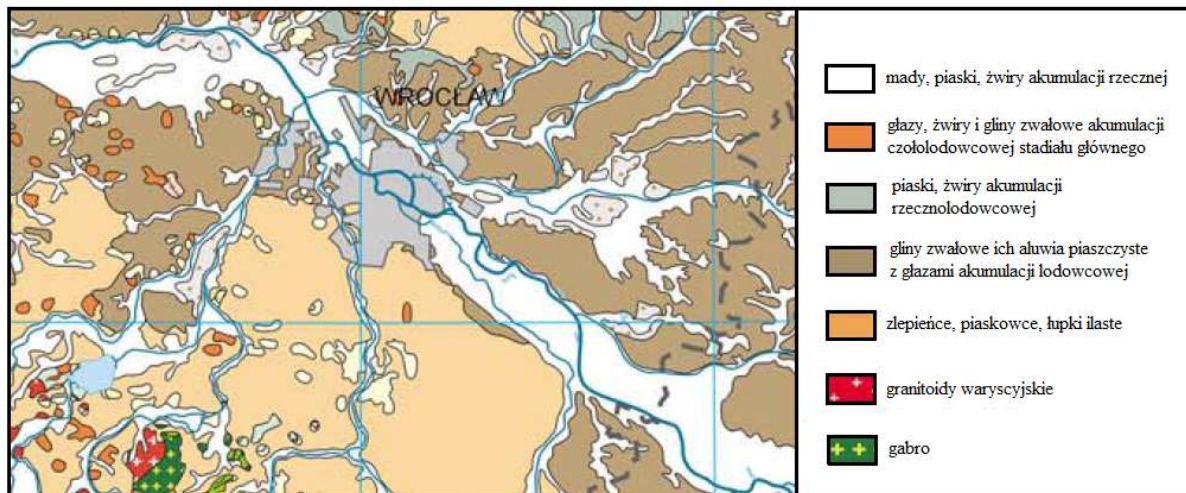 WROCŁAW
mady, piaski, żwiry akumulacji rzecznej
głazy, żwiry i gliny zwałowe akumulacji
czołolodowcowej stadiału głównego
piaski, żwiry akumulacji
rzecznolodowcowej
gliny zwałowe ich aluwia piaszczyste
z głazami akumulacji lodowcowej
zlepieńce, piaskowce, łupki ilaste
granitoidy waryscyjskie
gabro